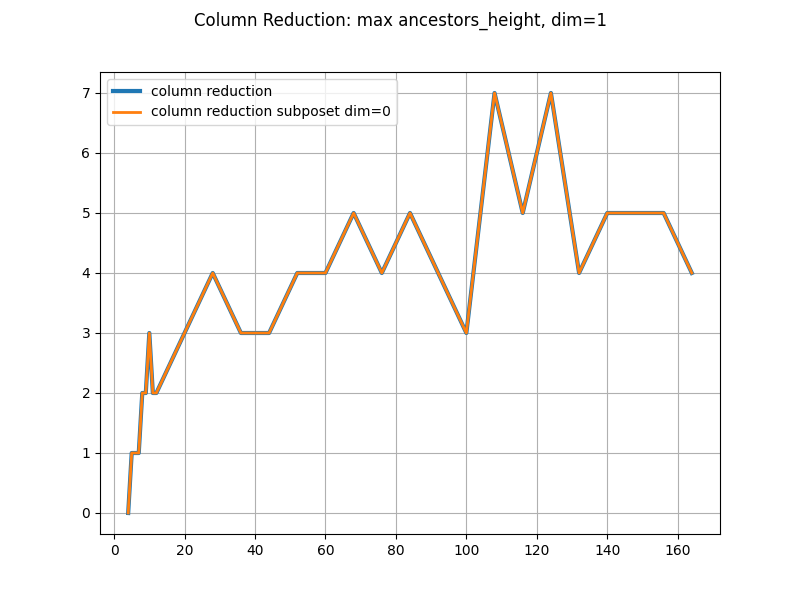 Column Reduction: max ancestors_height, dim=1
column reduction
column reduction subposet dim=0
7
6
5
4
3
2
1
0
0 20 40 60 80 100 120 140 160